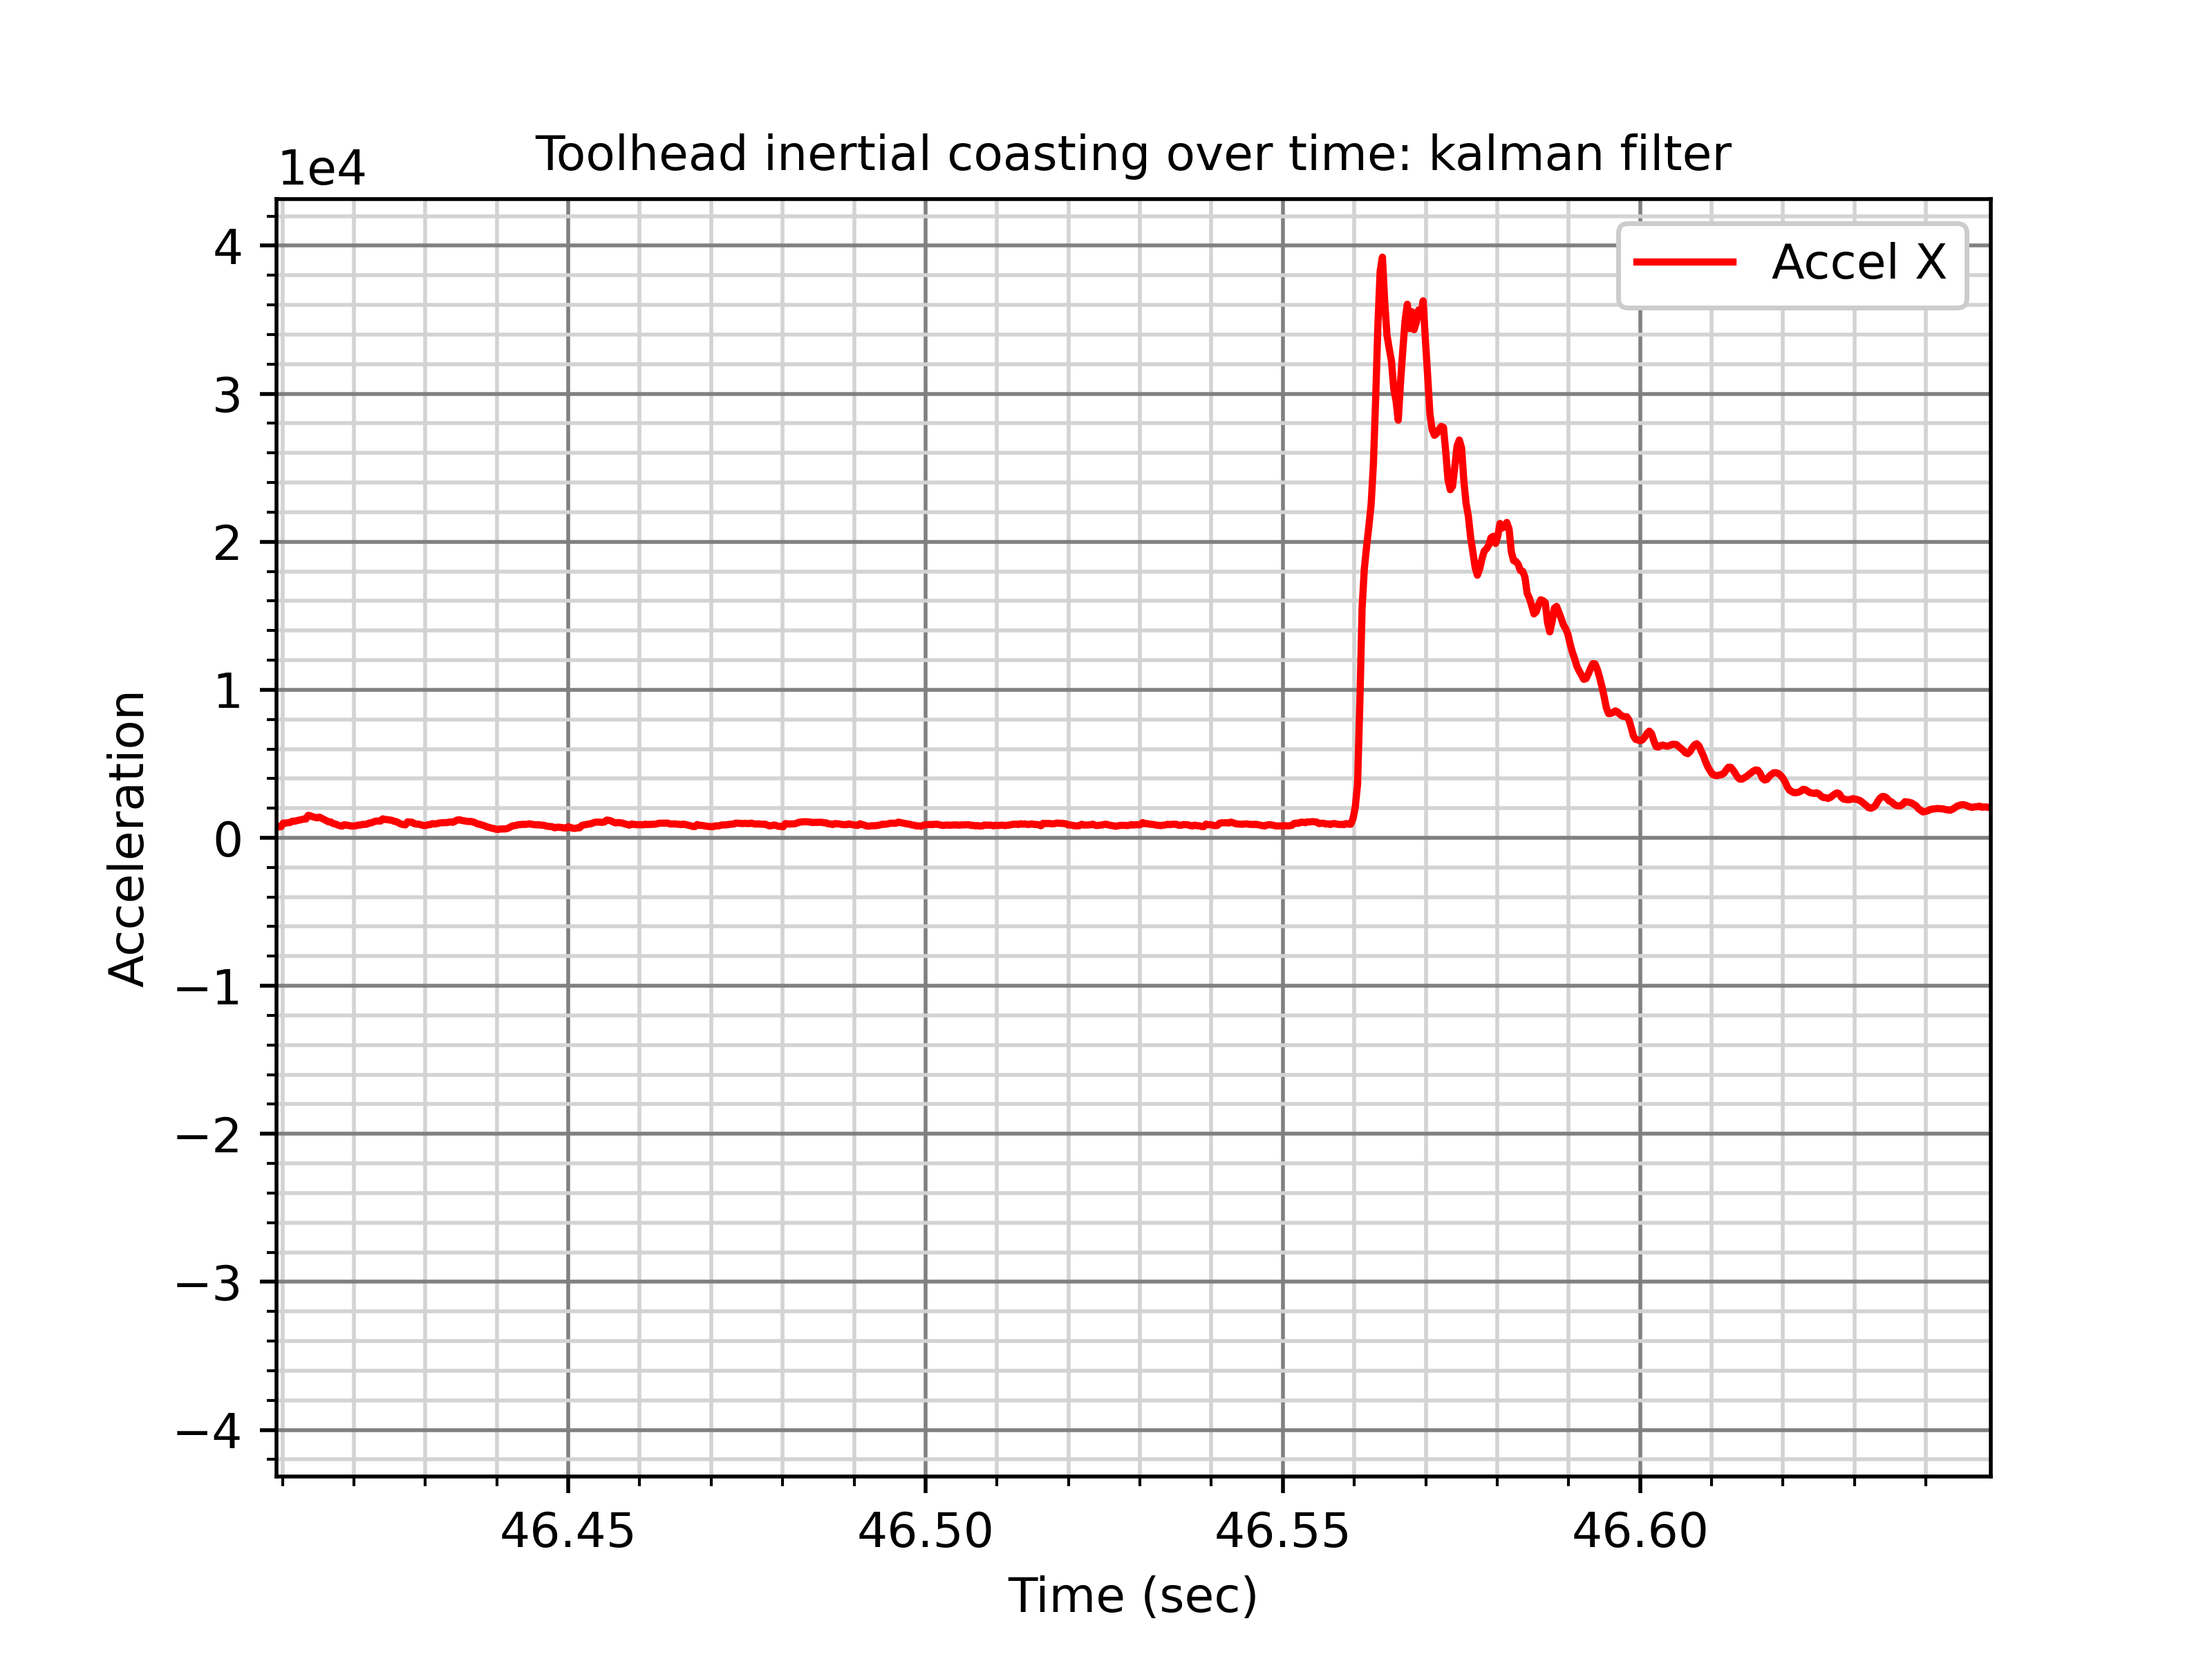 Toolhead inertial coasting over time: kalman filter
1e4
Accel X
4
3
2
1
0
−1
−2
−3
−4
Acceleration
46.45 46.50 46.55 46.60
Time (sec)